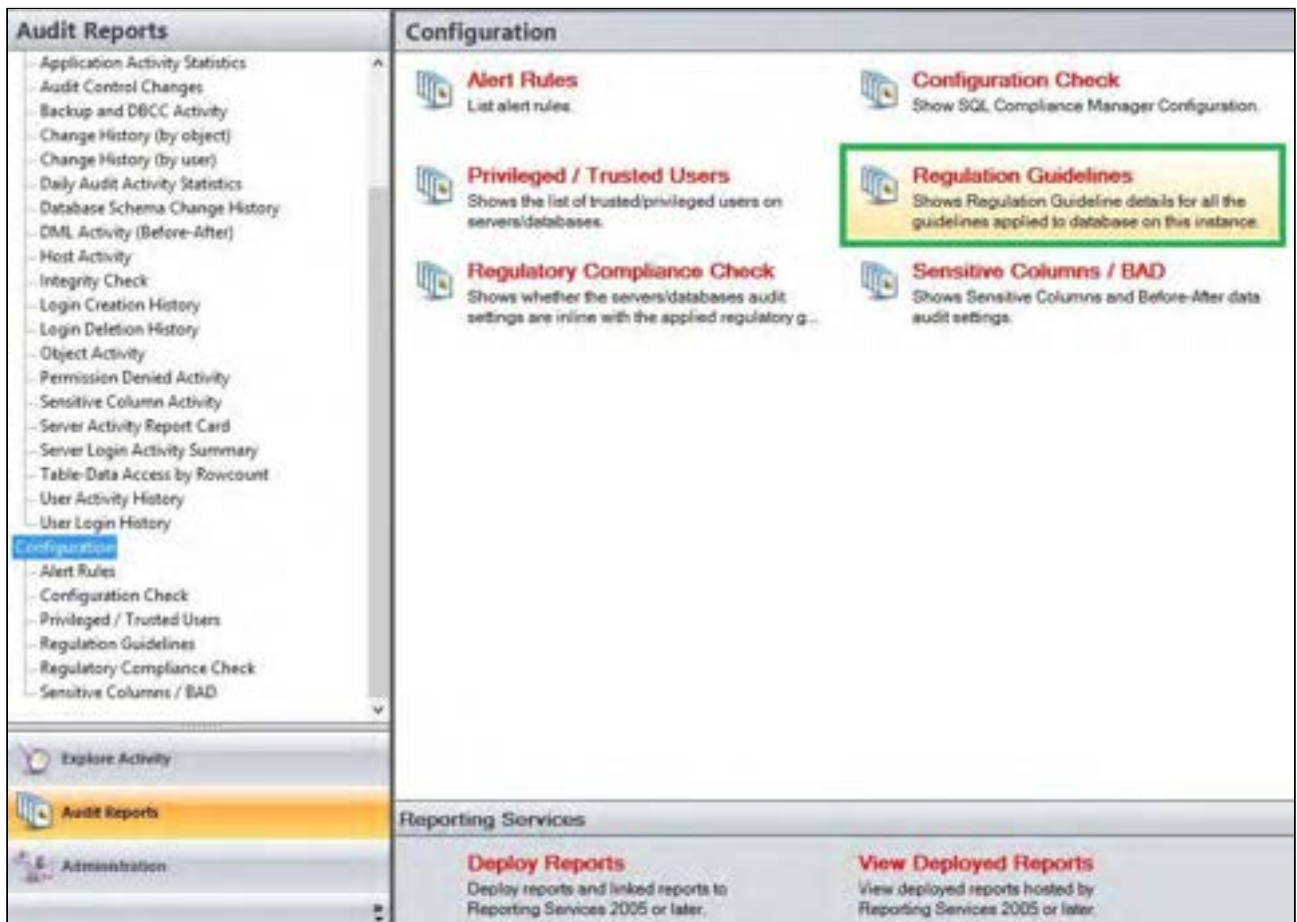 Audit Reports
Application Activity Statistics
Audit Control Changes
Backup and DBCC Activity
Change History (by object)
Change History (by user)
Daily Audit Activity Statistics
Database Schema Change History
DML Activity (Before-After)
Host Activity
Integrity Check
Login Creation History
Login Deletion History
Object Activity
Permission Denied Activity
Sensitive Column Activity
Server Activity Report Card
Server Login Activity Summary
Table-Data Access by Rowcount
User Activity History
User Login History
Configuration
Alert Rules
Configuration Check
Privileged / Trusted Users
Regulation Guidelines
Regulatory Compliance Check
Sensitive Columns / BAD
Explore Activity
Audit Reports
Administration
Configuration
Alert Rules
List alert rules.
Configuration Check
Show SQL Compliance Manager Configuration.
Privileged / Trusted Users
Shows the list of trusted/privileged users on
servers/databases.
Regulation Guidelines
Shows Regulation Guideline details for all the
guidelines applied to database on this instance.
Regulatory Compliance Check
Shows whether the servers/databases audit
settings are inline with the applied regulatory g...
Sensitive Columns / BAD
Shows Sensitive Columns and Before-After data
audit settings.
Reporting Services
Deploy Reports
Deploy reports and linked reports to
Reporting Services 2005 or later.
View Deployed Reports
View deployed reports hosted by
Reporting Services 2005 or later.